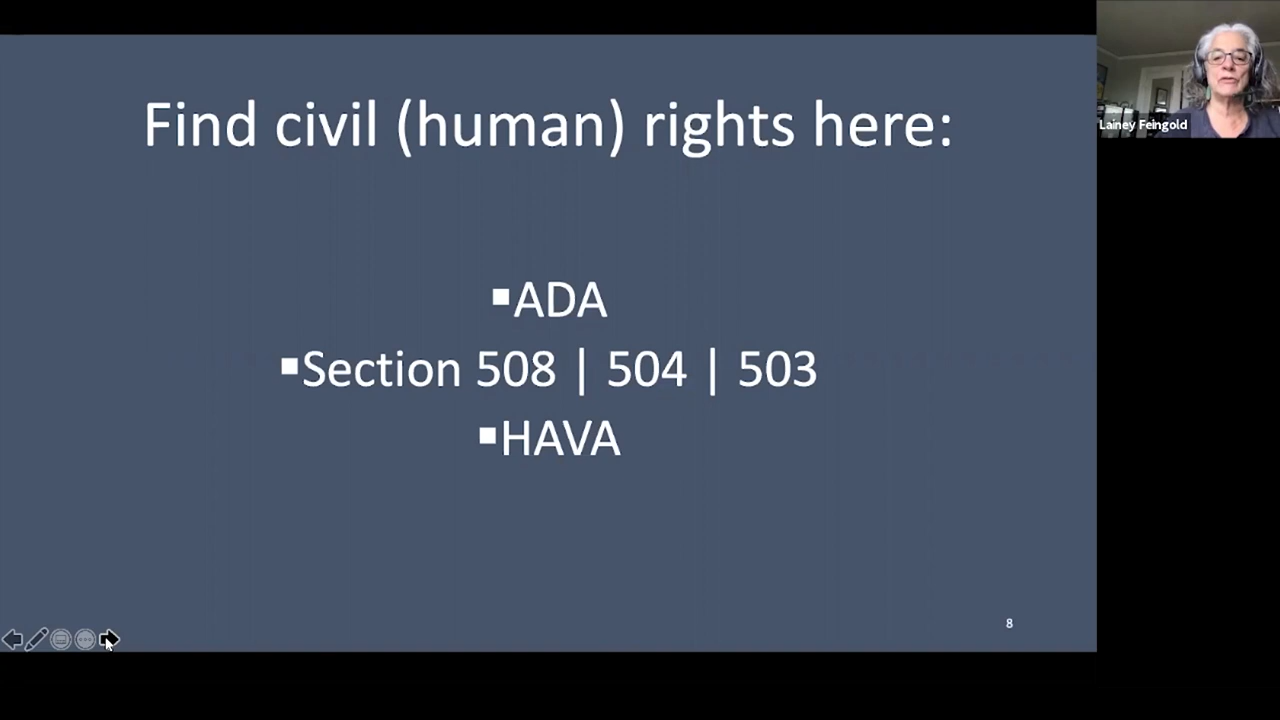 Find civil (human) rights here:
▪ADA
▪Section 508 | 504 | 503
▪HAVA
8
Lainey Feingold